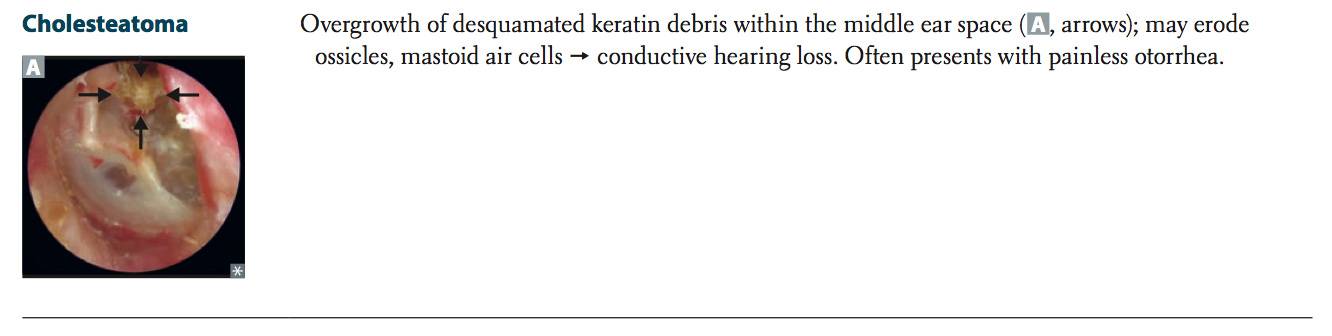 Cholesteatoma
Overgrowth of desquamated keratin debris within the middle ear space (A, arrows); may erode
ossicles, mastoid air cells → conductive hearing loss. Often presents with painless otorrhea.
A
*